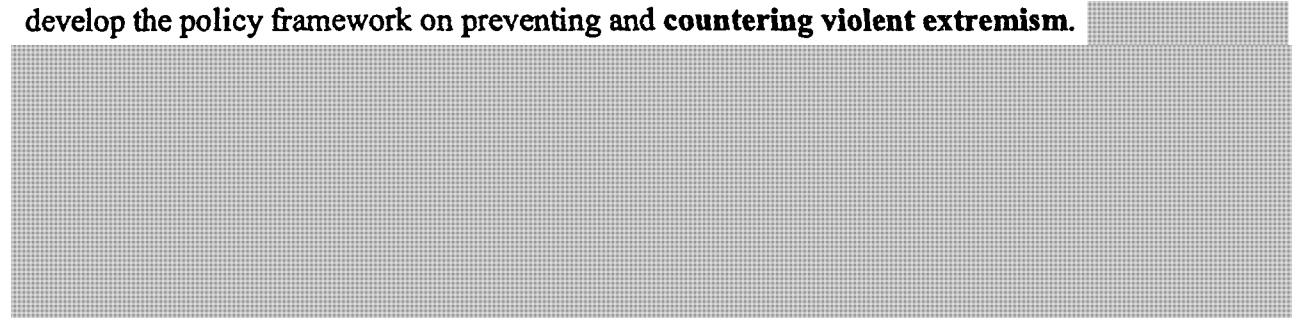 develop the policy framework on preventing and countering violent extremism.